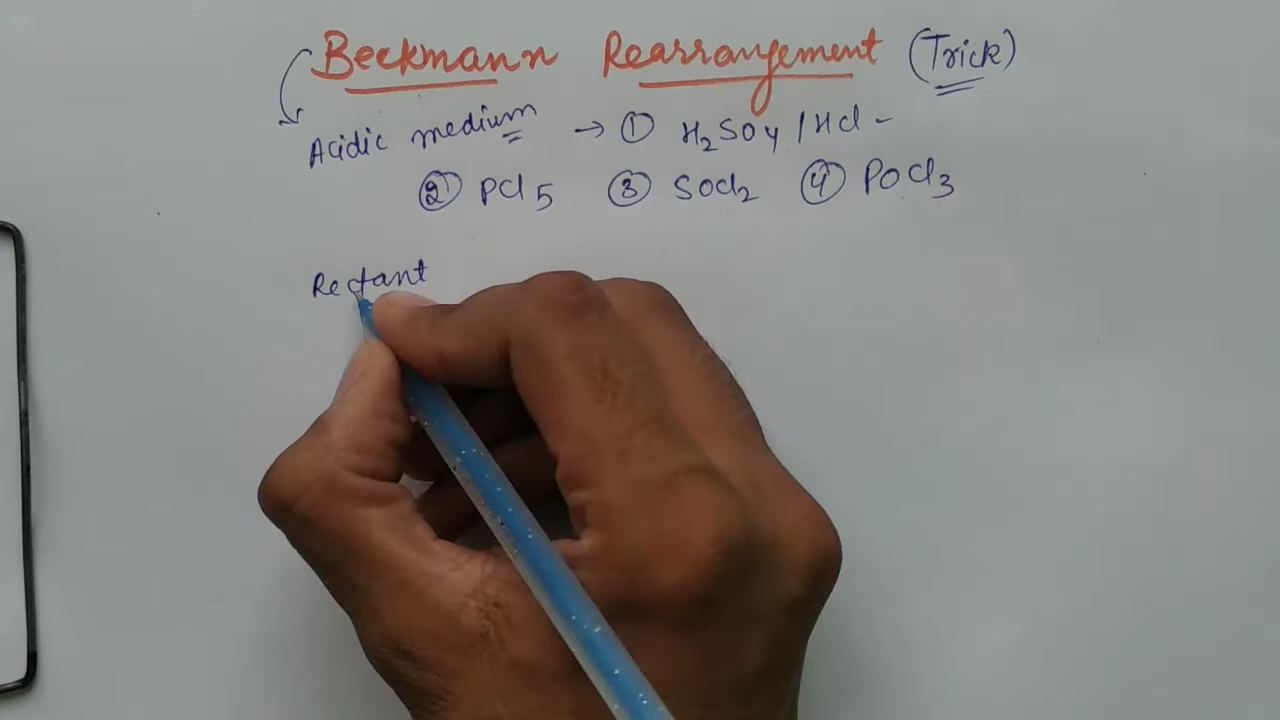 Beckmann Rearrangement (Trick)
Acidic medium → ① H₂SO₄ / HCl -
② PCl5 ③ SOCl₂ ④ POCl₃
Rectant